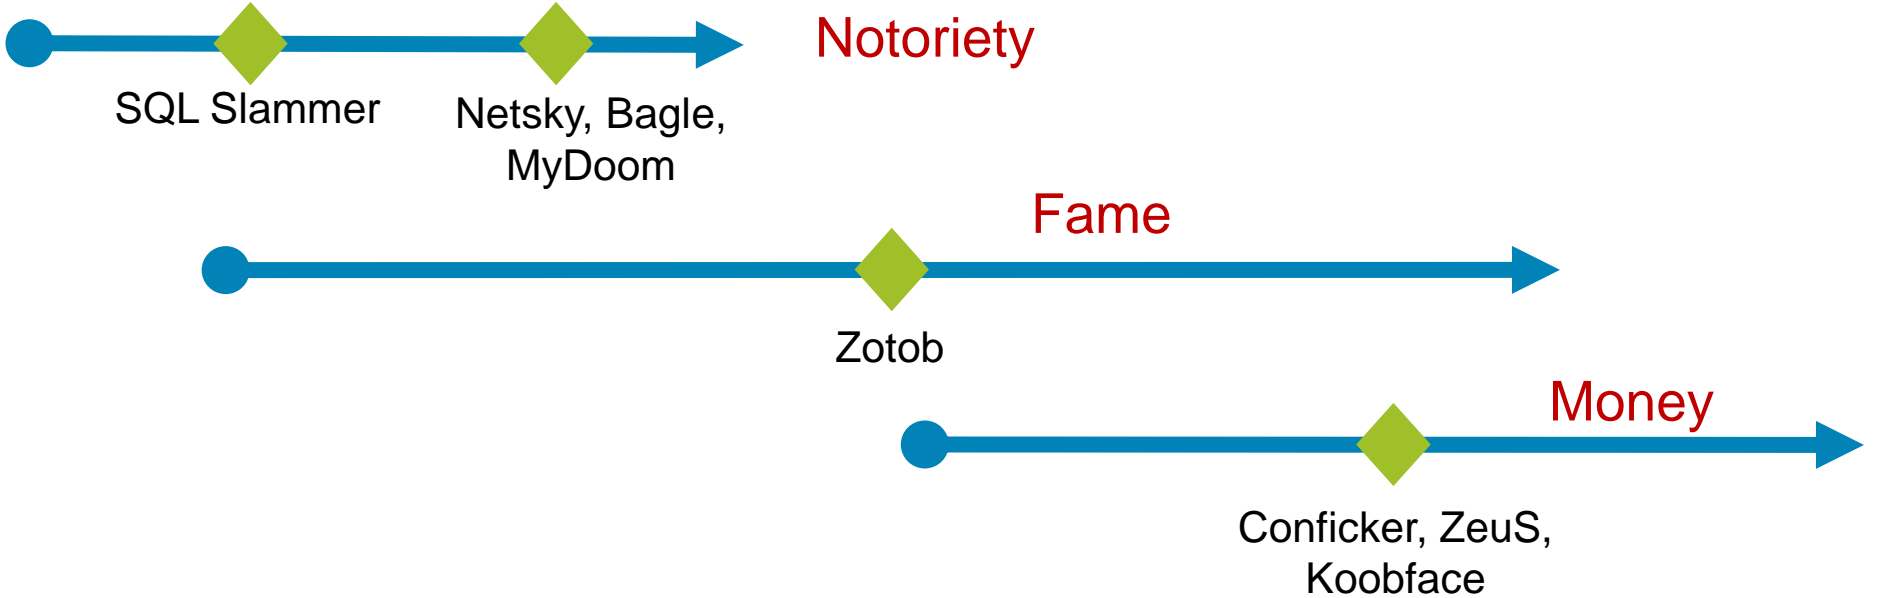 Notoriety
SQL Slammer
Netsky, Bagle,
MyDoom
Fame
Zotob
Money
Conficker, ZeuS,
Koobface